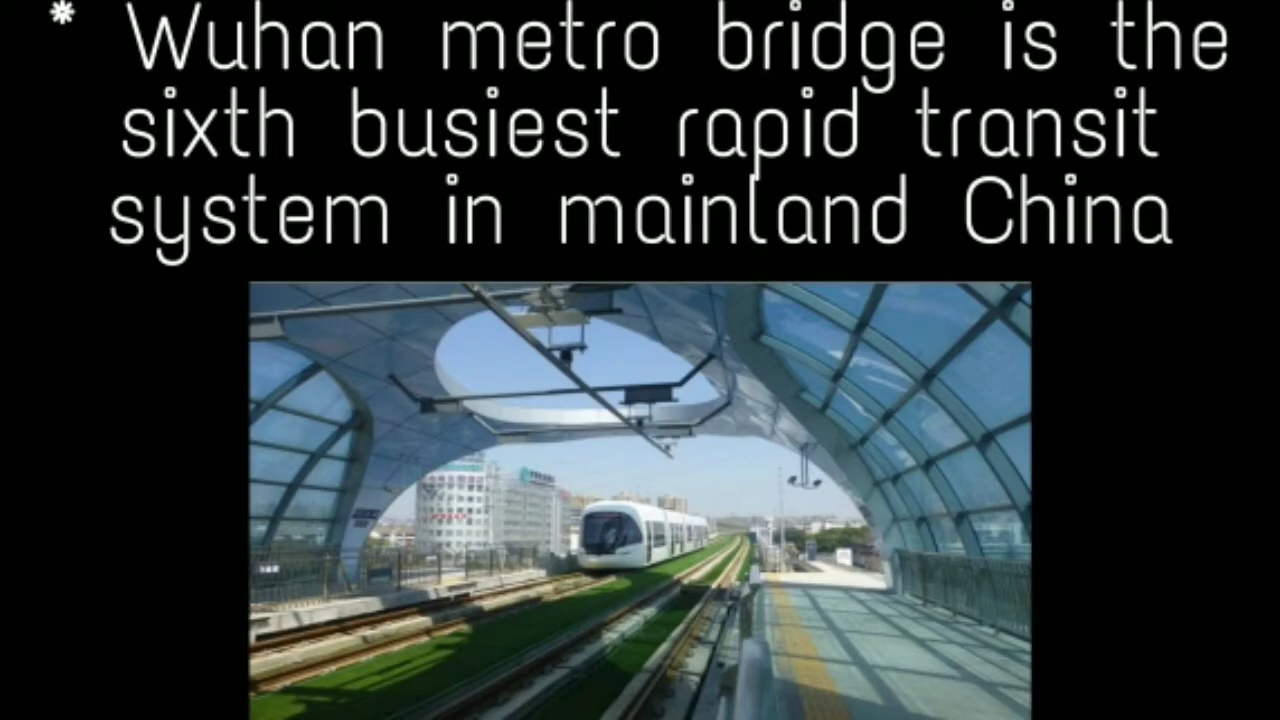 * Wuhan metro bridge is the
sixth busiest rapid transit
system in mainland China